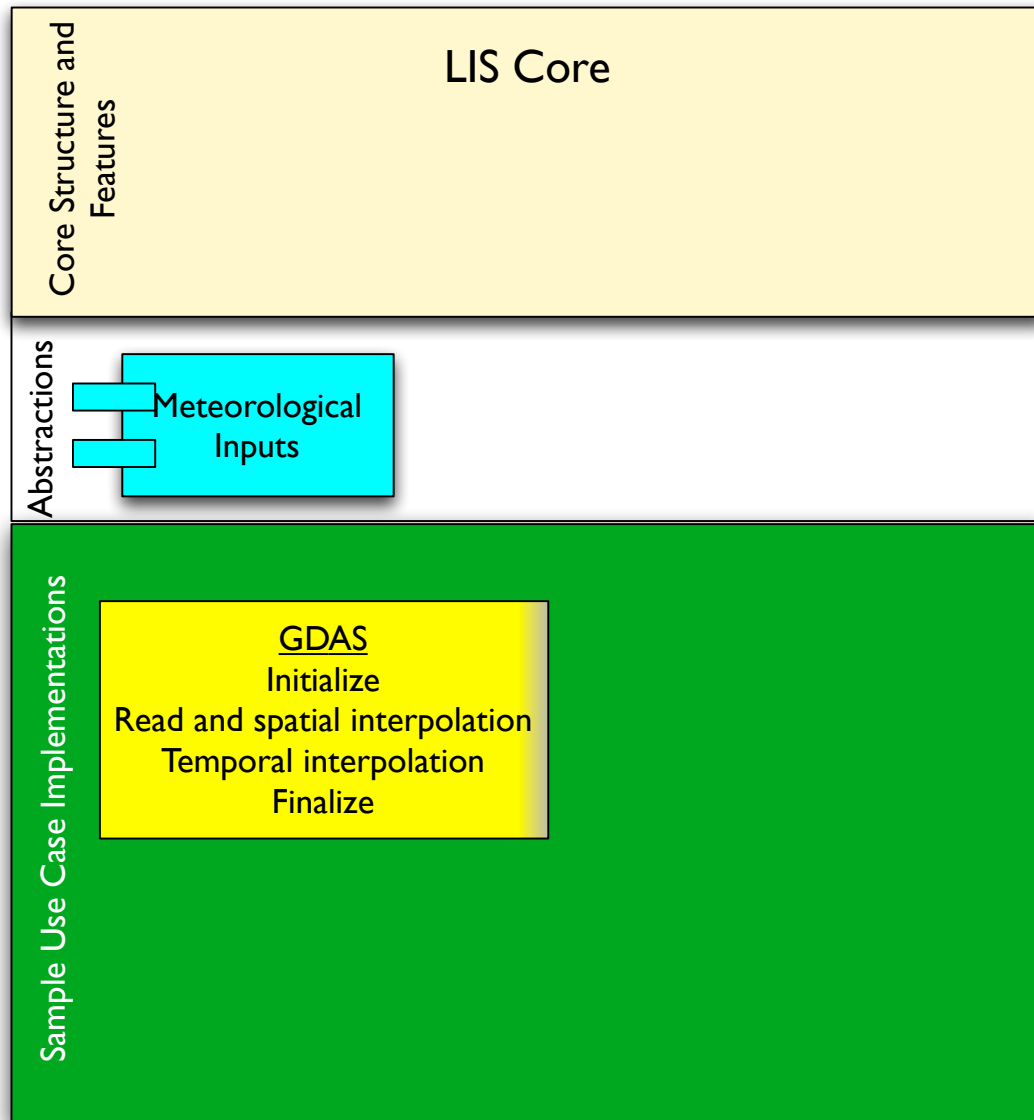 Core Structure and
Features
LIS Core
Abstractions
Meteorological
Inputs
Sample Use Case Implementations
GDAS
Initialize
Read and spatial interpolation
Temporal interpolation
Finalize